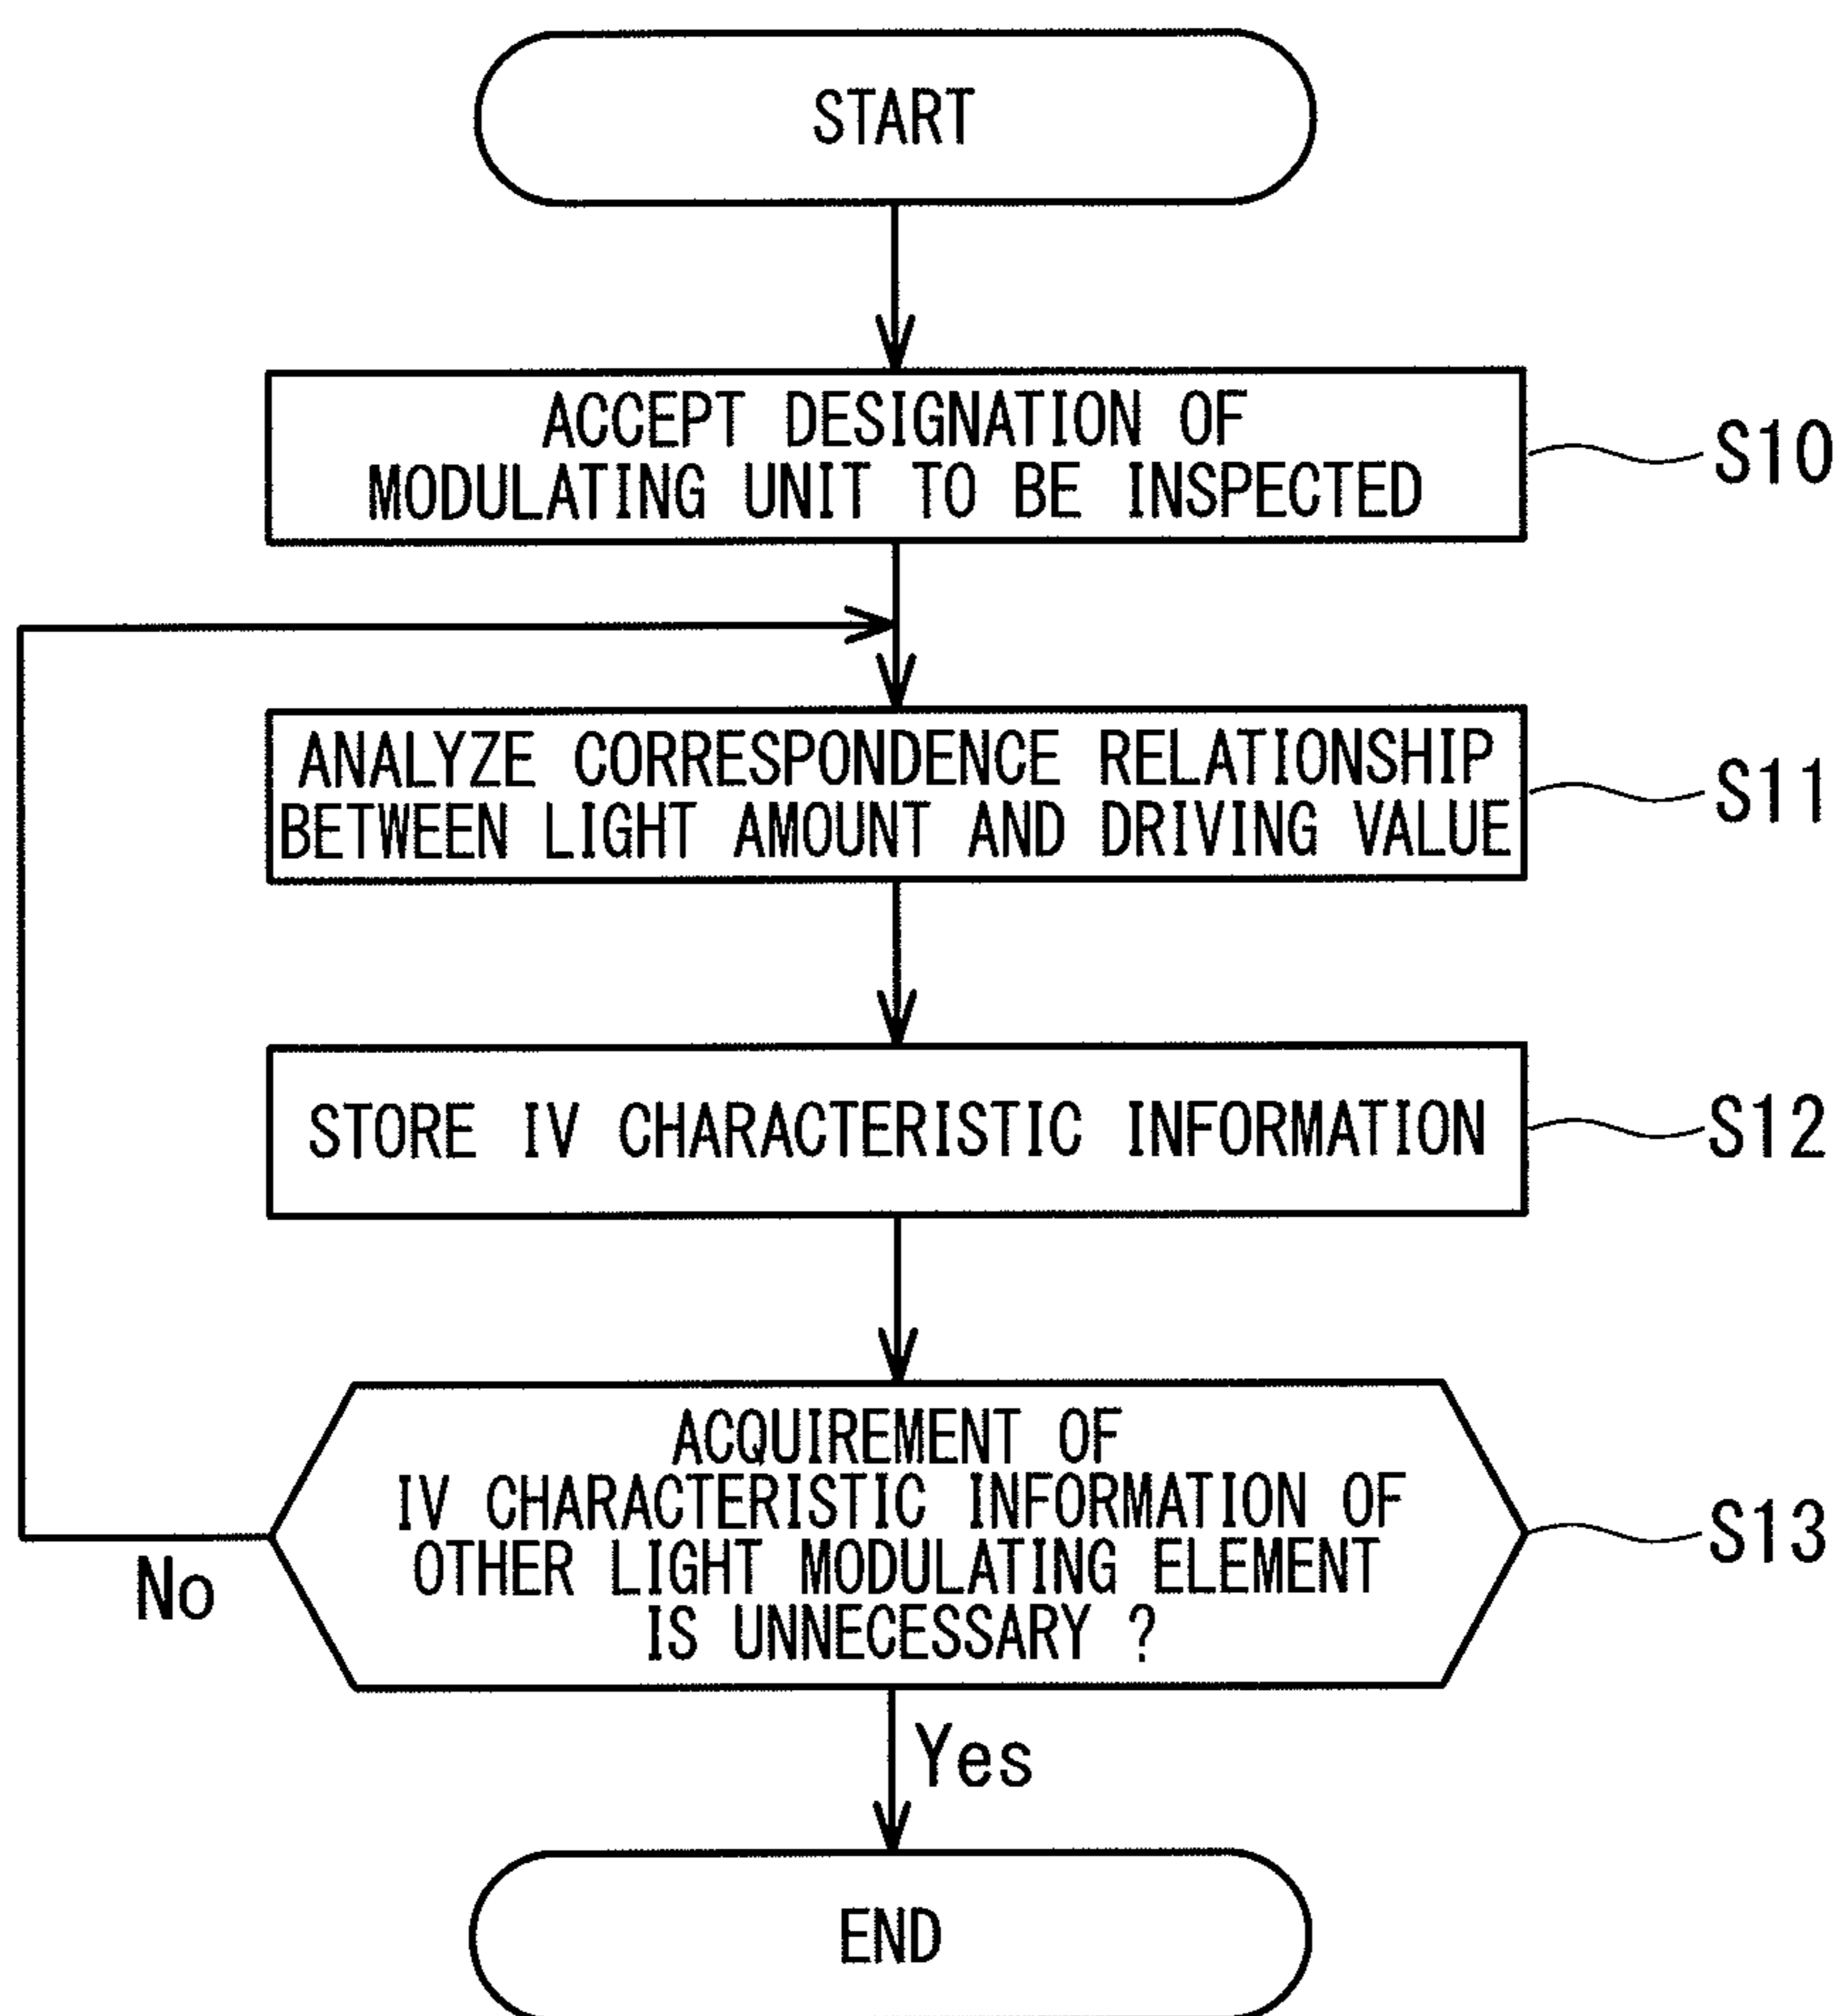 START
ACCEPT DESIGNATION OF
MODULATING UNIT TO BE INSPECTED
S10
ANALYZE CORRESPONDENCE RELATIONSHIP
BETWEEN LIGHT AMOUNT AND DRIVING VALUE
S11
STORE IV CHARACTERISTIC INFORMATION
S12
ACQUIREMENT OF
IV CHARACTERISTIC INFORMATION OF
OTHER LIGHT MODULATING ELEMENT
IS UNNECESSARY ?
S13
No
Yes
END